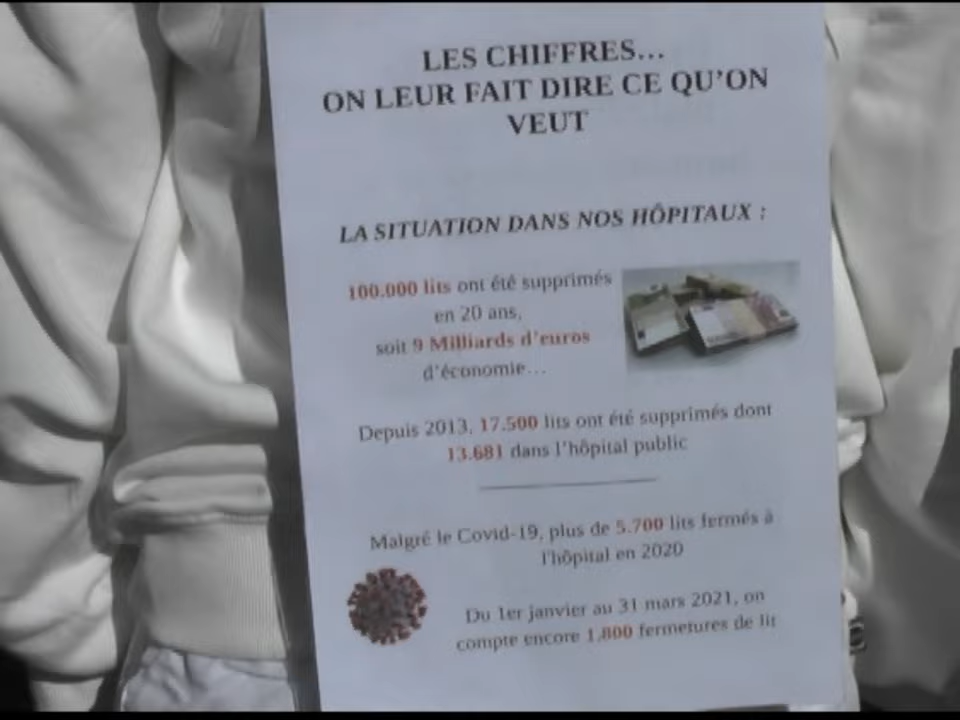 LES CHIFFRES…
ON LEUR FAIT DIRE CE QU'ON
VEUT
LA SITUATION DANS NOS HÔPITAUX :
100.000 lits ont été supprimés
en 20 ans,
soit 9 Milliards d'euros
d'économie…
Depuis 2013, 17.500 lits ont été supprimés dont
13.681 dans l'hôpital public
Malgré le Covid-19, plus de 5.700 lits fermés à
l'hôpital en 2020
Du 1er janvier au 31 mars 2021, on
compte encore 1.800 fermetures de lit